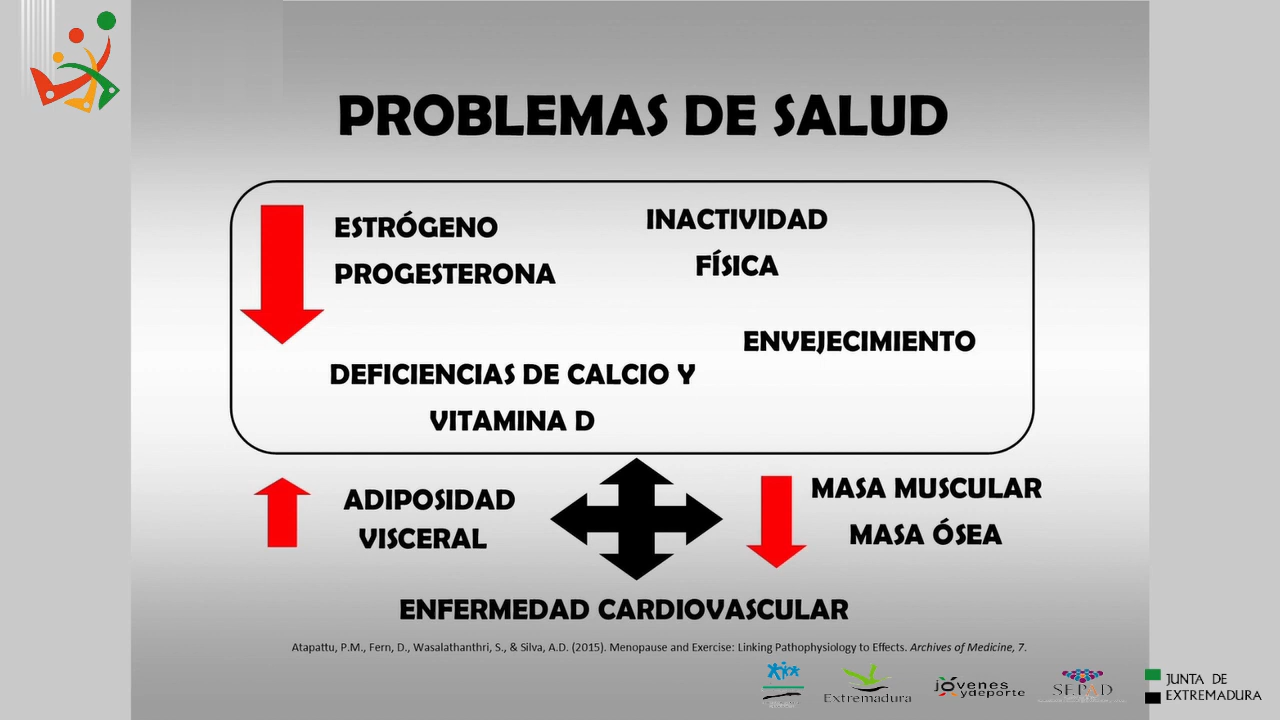 PROBLEMAS DE SALUD
ESTRÓGENO
PROGESTERONA
INACTIVIDAD
FÍSICA
ENVEJECIMIENTO
DEFICIENCIAS DE CALCIO Y
VITAMINA D
ADIPOSIDAD
VISCERAL
MASA MUSCULAR
MASA ÓSEA
ENFERMEDAD CARDIOVASCULAR
Atapattu, P.M., Fern, D., Wasalathanthri, S., & Silva, A.D. (2015). Menopause and Exercise: Linking Pathophysiology to Effects. Archives of Medicine, 7.
Extremadura
jóvenes
ydeporte
SEPAD
JUNTA DE
EXTREMADURA